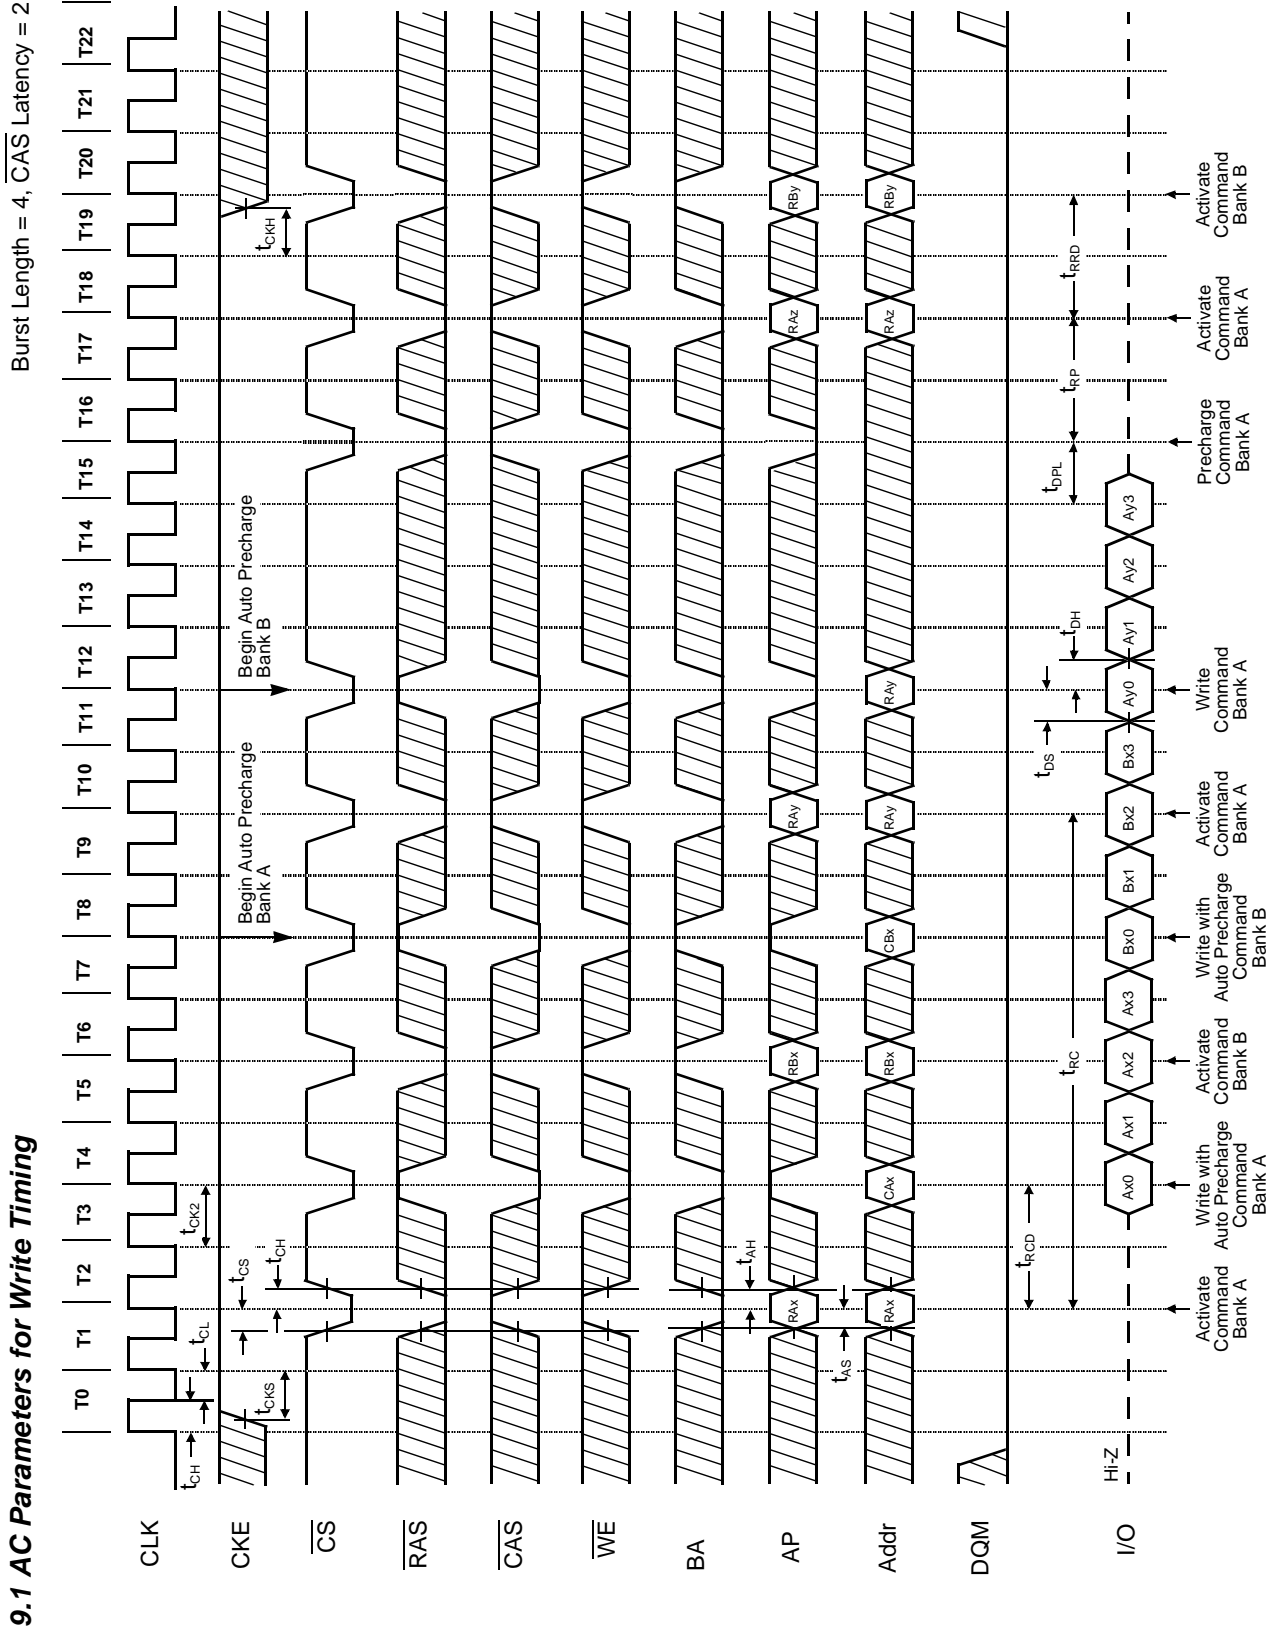 9.1 AC Parameters for Write Timing
Burst Length = 4, CAS Latency = 2
T0 T1 T2 T3 T4 T5 T6 T7 T8 T9 T10 T11 T12 T13 T14 T15 T16 T17 T18 T19 T20 T21 T22
CLK
tCH
tCL
tCK2
CKE
tCKS
tCS
tCH
Begin Auto Precharge
Bank A
Begin Auto Precharge
Bank B
tCKH
CS
RAS
CAS
WE
BA
tAH
AP
RAx
RBx
RAy
RAz
RBy
tAS
Addr
RAx
CAx
RBx
CBx
RAy
RAy
RAz
RBy
DQM
tRCD
tRC
tDS
tDH
tDPL
tRP
tRRD
I/O
Hi-Z
Ax0
Ax1
Ax2
Ax3
Bx0
Bx1
Bx2
Bx3
Ay0
Ay1
Ay2
Ay3
Activate
Command
Bank A
Write with
Auto Precharge
Command
Bank A
Activate
Command
Bank B
Write with
Auto Precharge
Command
Bank B
Activate
Command
Bank A
Write
Command
Bank A
Precharge
Command
Bank A
Activate
Command
Bank A
Activate
Command
Bank B